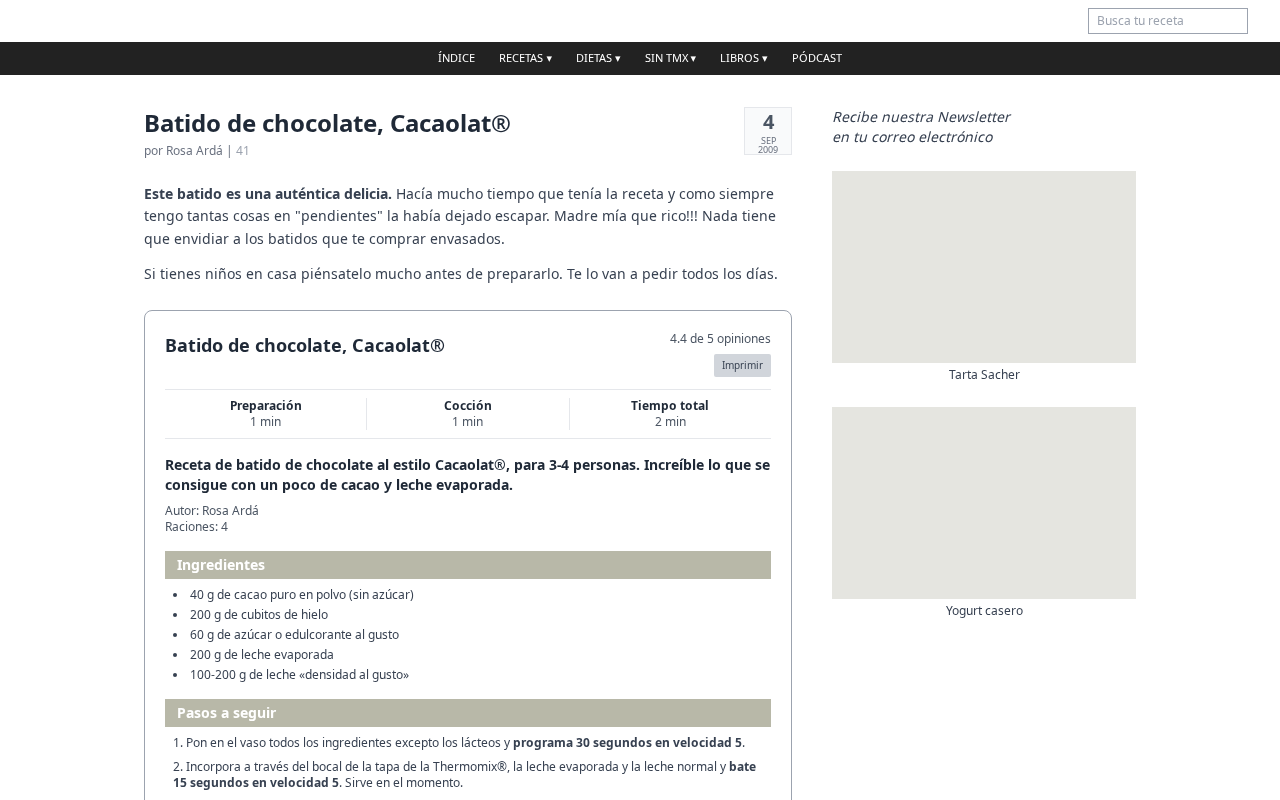 Busca tu receta
ÍNDICE RECETAS ▾ DIETAS ▾ SIN TMX ▾ LIBROS ▾ PÓDCAST
Batido de chocolate, Cacaolat®
por Rosa Ardá | 41
4
SEP
2009
Este batido es una auténtica delicia. Hacía mucho tiempo que tenía la receta y como siempre
tengo tantas cosas en "pendientes" la había dejado escapar. Madre mía que rico!!! Nada tiene
que envidiar a los batidos que te comprar envasados.
Si tienes niños en casa piénsatelo mucho antes de prepararlo. Te lo van a pedir todos los días.
Batido de chocolate, Cacaolat®
4.4 de 5 opiniones
Imprimir
Preparación
1 min
Cocción
1 min
Tiempo total
2 min
Receta de batido de chocolate al estilo Cacaolat®, para 3-4 personas. Increíble lo que se
consigue con un poco de cacao y leche evaporada.
Autor: Rosa Ardá
Raciones: 4
Ingredientes
• 40 g de cacao puro en polvo (sin azúcar)
• 200 g de cubitos de hielo
• 60 g de azúcar o edulcorante al gusto
• 200 g de leche evaporada
• 100-200 g de leche «densidad al gusto»
Pasos a seguir
1. Pon en el vaso todos los ingredientes excepto los lácteos y programa 30 segundos en velocidad 5.
2. Incorpora a través del bocal de la tapa de la Thermomix®, la leche evaporada y la leche normal y bate
15 segundos en velocidad 5. Sirve en el momento.
Recibe nuestra Newsletter
en tu correo electrónico
Tarta Sacher
Yogurt casero